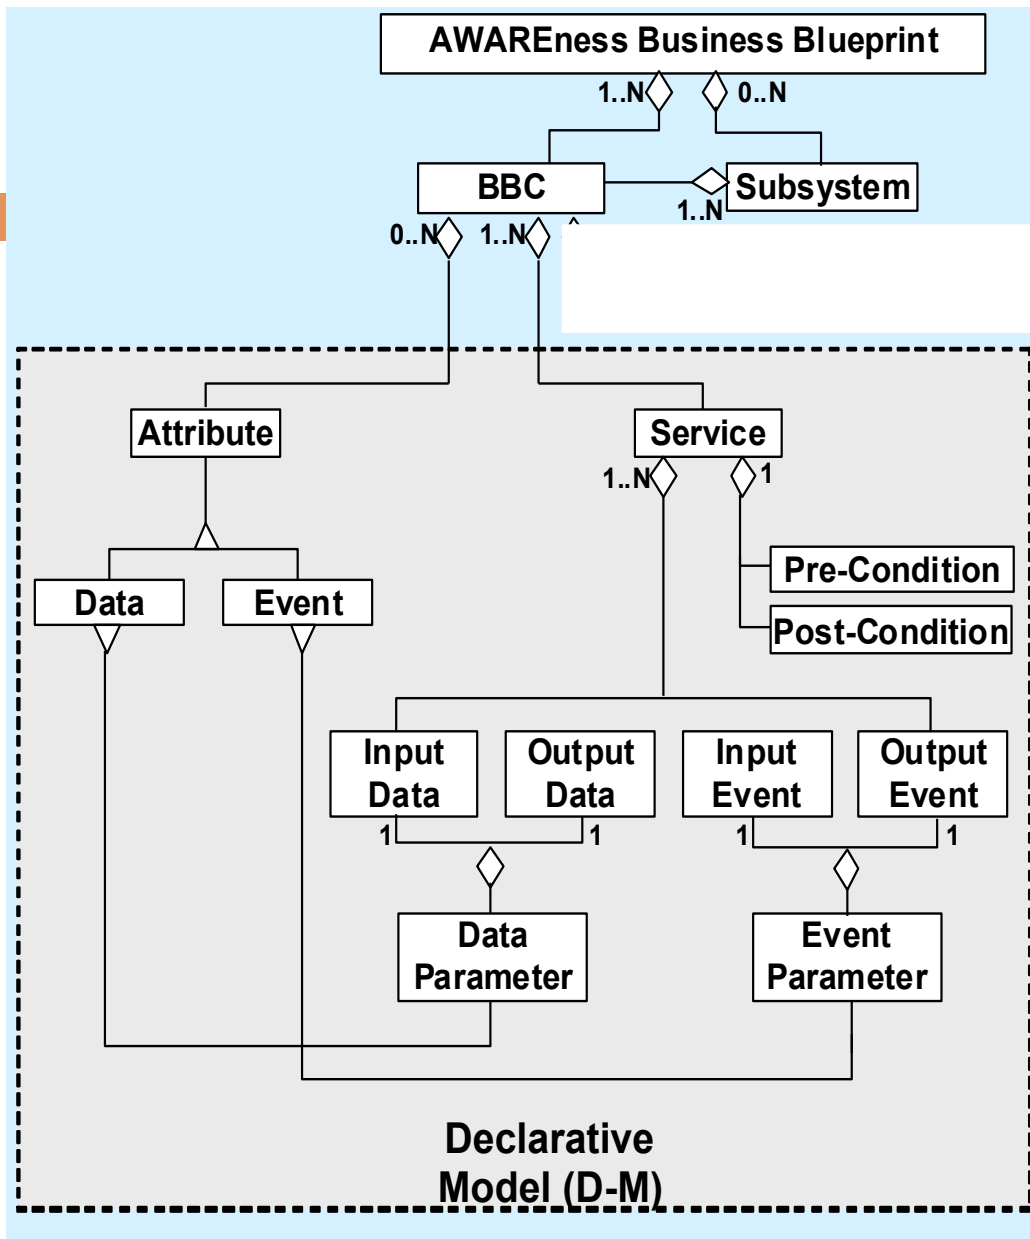 AWAREness Business Blueprint
1..N
0..N
BBC
Subsystem
1..N
0..N
1..N
Attribute
Service
1..N
1
Pre-Condition
Data
Event
Post-Condition
Input
Data
Output
Data
Input
Event
Output
Event
1
1
1
1
Data
Parameter
Event
Parameter
Declarative
Model (D-M)